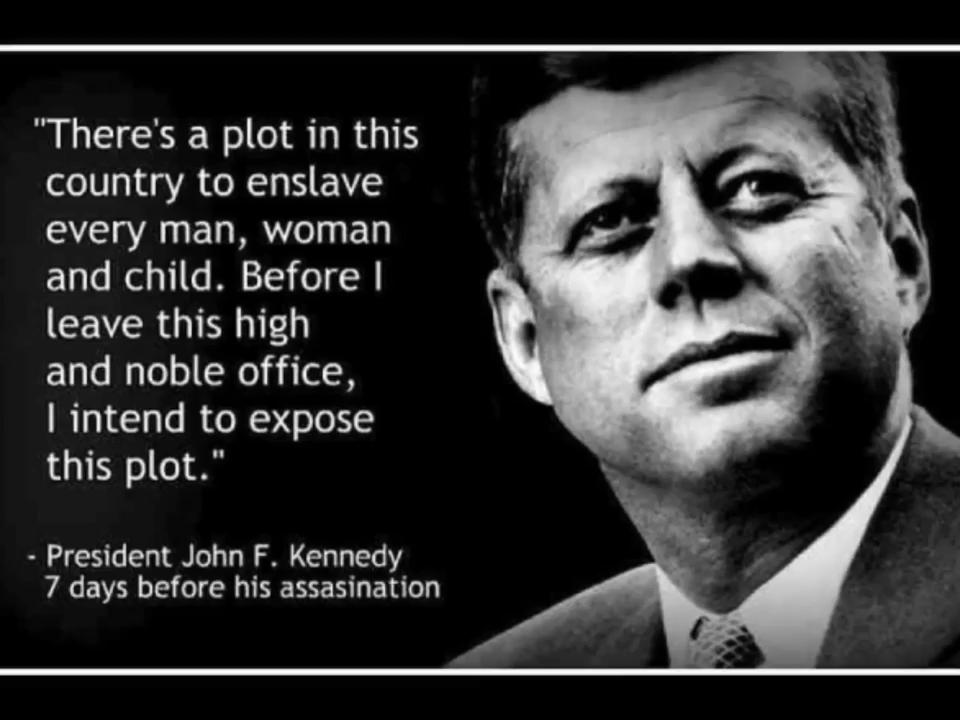 "There's a plot in this
country to enslave
every man, woman
and child. Before I
leave this high
and noble office,
I intend to expose
this plot."
- President John F. Kennedy
7 days before his assasination